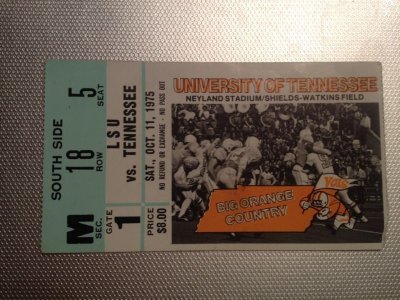 SOUTH SIDE
M SEC.
18 ROW
5 SEAT
GATE 1
LSU
vs. TENNESSEE
SAT., OCT. 11, 1975
NO REFUND OR EXCHANGE - NO PASS OUT
PRICE $8.00
UNIVERSITY OF TENNESSEE
NEYLAND STADIUM/SHIELDS-WATKINS FIELD
BIG ORANGE
COUNTRY
VOLS